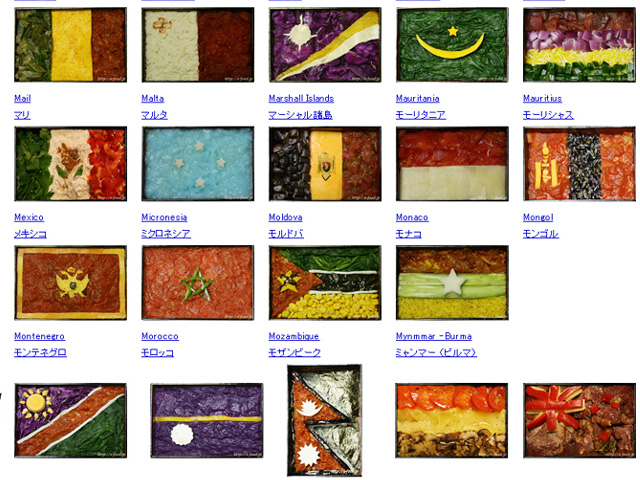 Mail
マリ
Malta
マルタ
Marshall Islands
マーシャル諸島
Mauritania
モーリタニア
Mauritius
モーリシャス
Mexico
メキシコ
Micronesia
ミクロネシア
Moldova
モルドバ
Monaco
モナコ
Mongol
モンゴル
Montenegro
モンテネグロ
Morocco
モロッコ
Mozambique
モザンビーク
Mynmmar -Burma
ミャンマー（ビルマ）